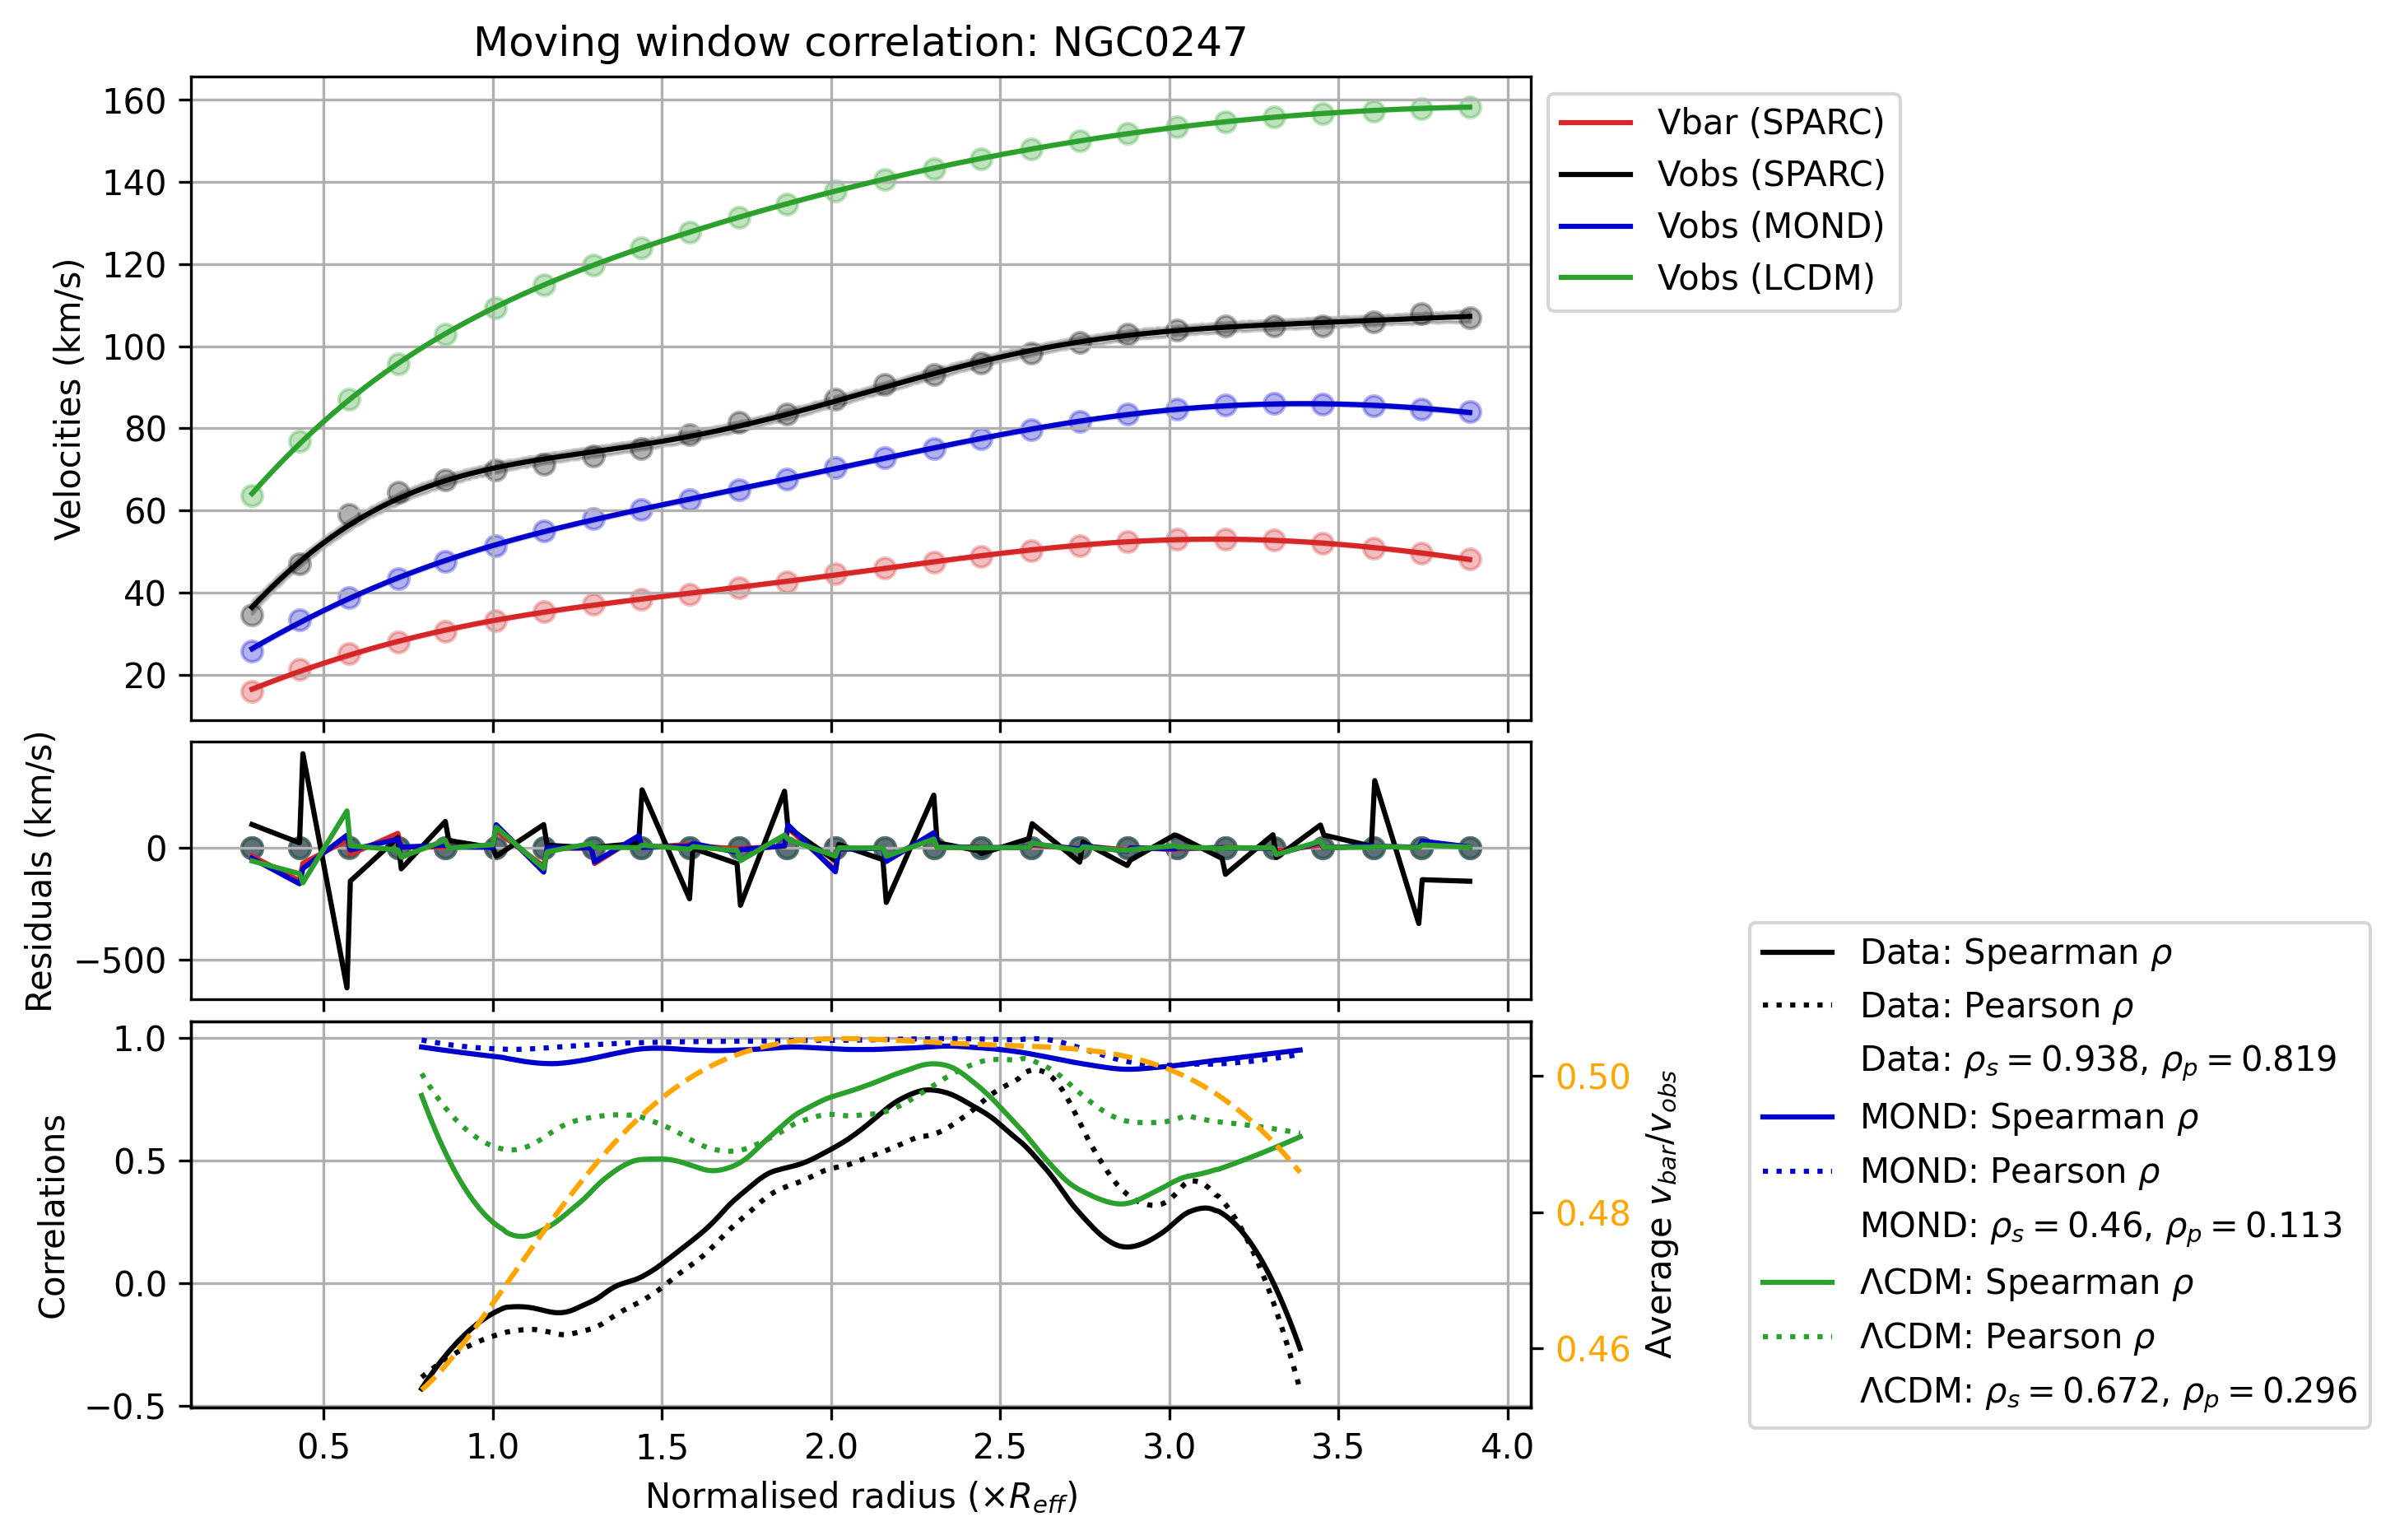 Moving window correlation: NGC0247
160
140
120
100
80
60
40
20
Velocities (km/s)
Vbar (SPARC)
Vobs (SPARC)
Vobs (MOND)
Vobs (LCDM)
0
−500
Residuals (km/s)
1.0
0.5
0.0
−0.5
Correlations
0.50
0.48
0.46
Average v_bar/v_obs
0.5 1.0 1.5 2.0 2.5 3.0 3.5 4.0
Normalised radius (×R_eff)
Data: Spearman ρ
Data: Pearson ρ
Data: ρ_s = 0.938, ρ_p = 0.819
MOND: Spearman ρ
MOND: Pearson ρ
MOND: ρ_s = 0.46, ρ_p = 0.113
ΛCDM: Spearman ρ
ΛCDM: Pearson ρ
ΛCDM: ρ_s = 0.672, ρ_p = 0.296